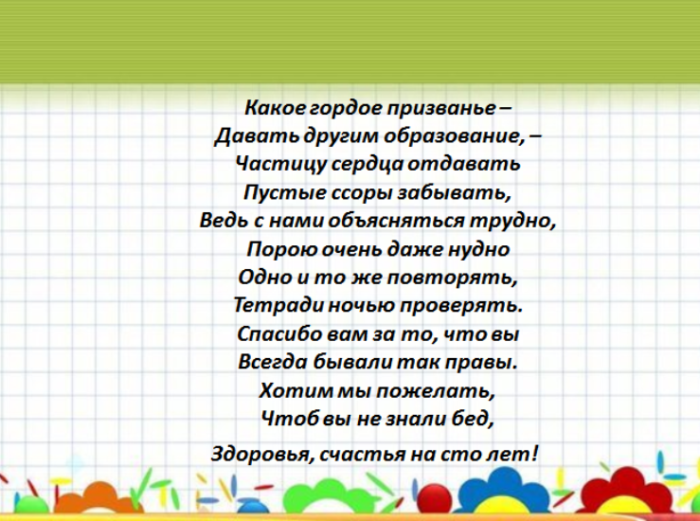 Какое гордое призванье –
Давать другим образование, –
Частицу сердца отдавать
Пустые ссоры забывать,
Ведь с нами объясняться трудно,
Порою очень даже нудно
Одно и то же повторять,
Тетради ночью проверять.
Спасибо вам за то, что вы
Всегда бывали так правы.
Хотим мы пожелать,
Чтоб вы не знали бед,
Здоровья, счастья на сто лет!